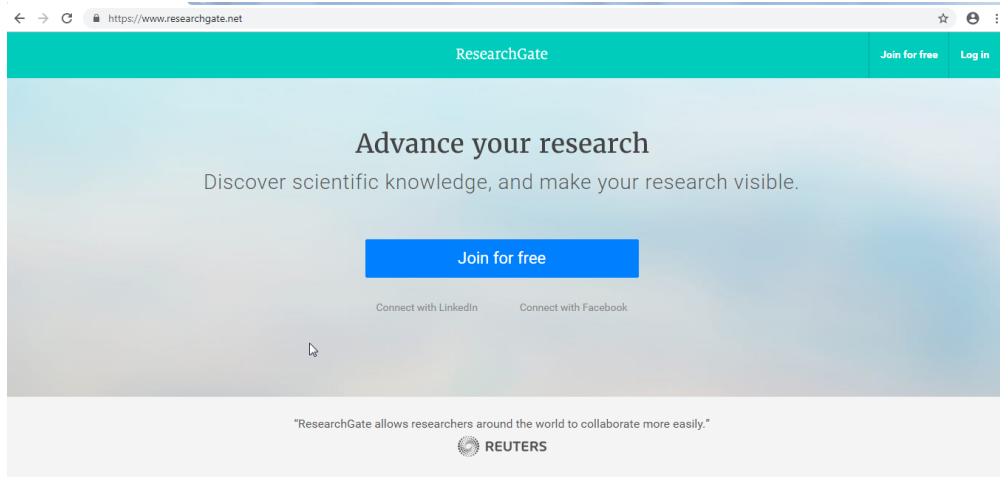 https://www.researchgate.net
ResearchGate
Join for free
Log in
Advance your research
Discover scientific knowledge, and make your research visible.
Join for free
Connect with LinkedIn
Connect with Facebook
“ResearchGate allows researchers around the world to collaborate more easily.”
REUTERS